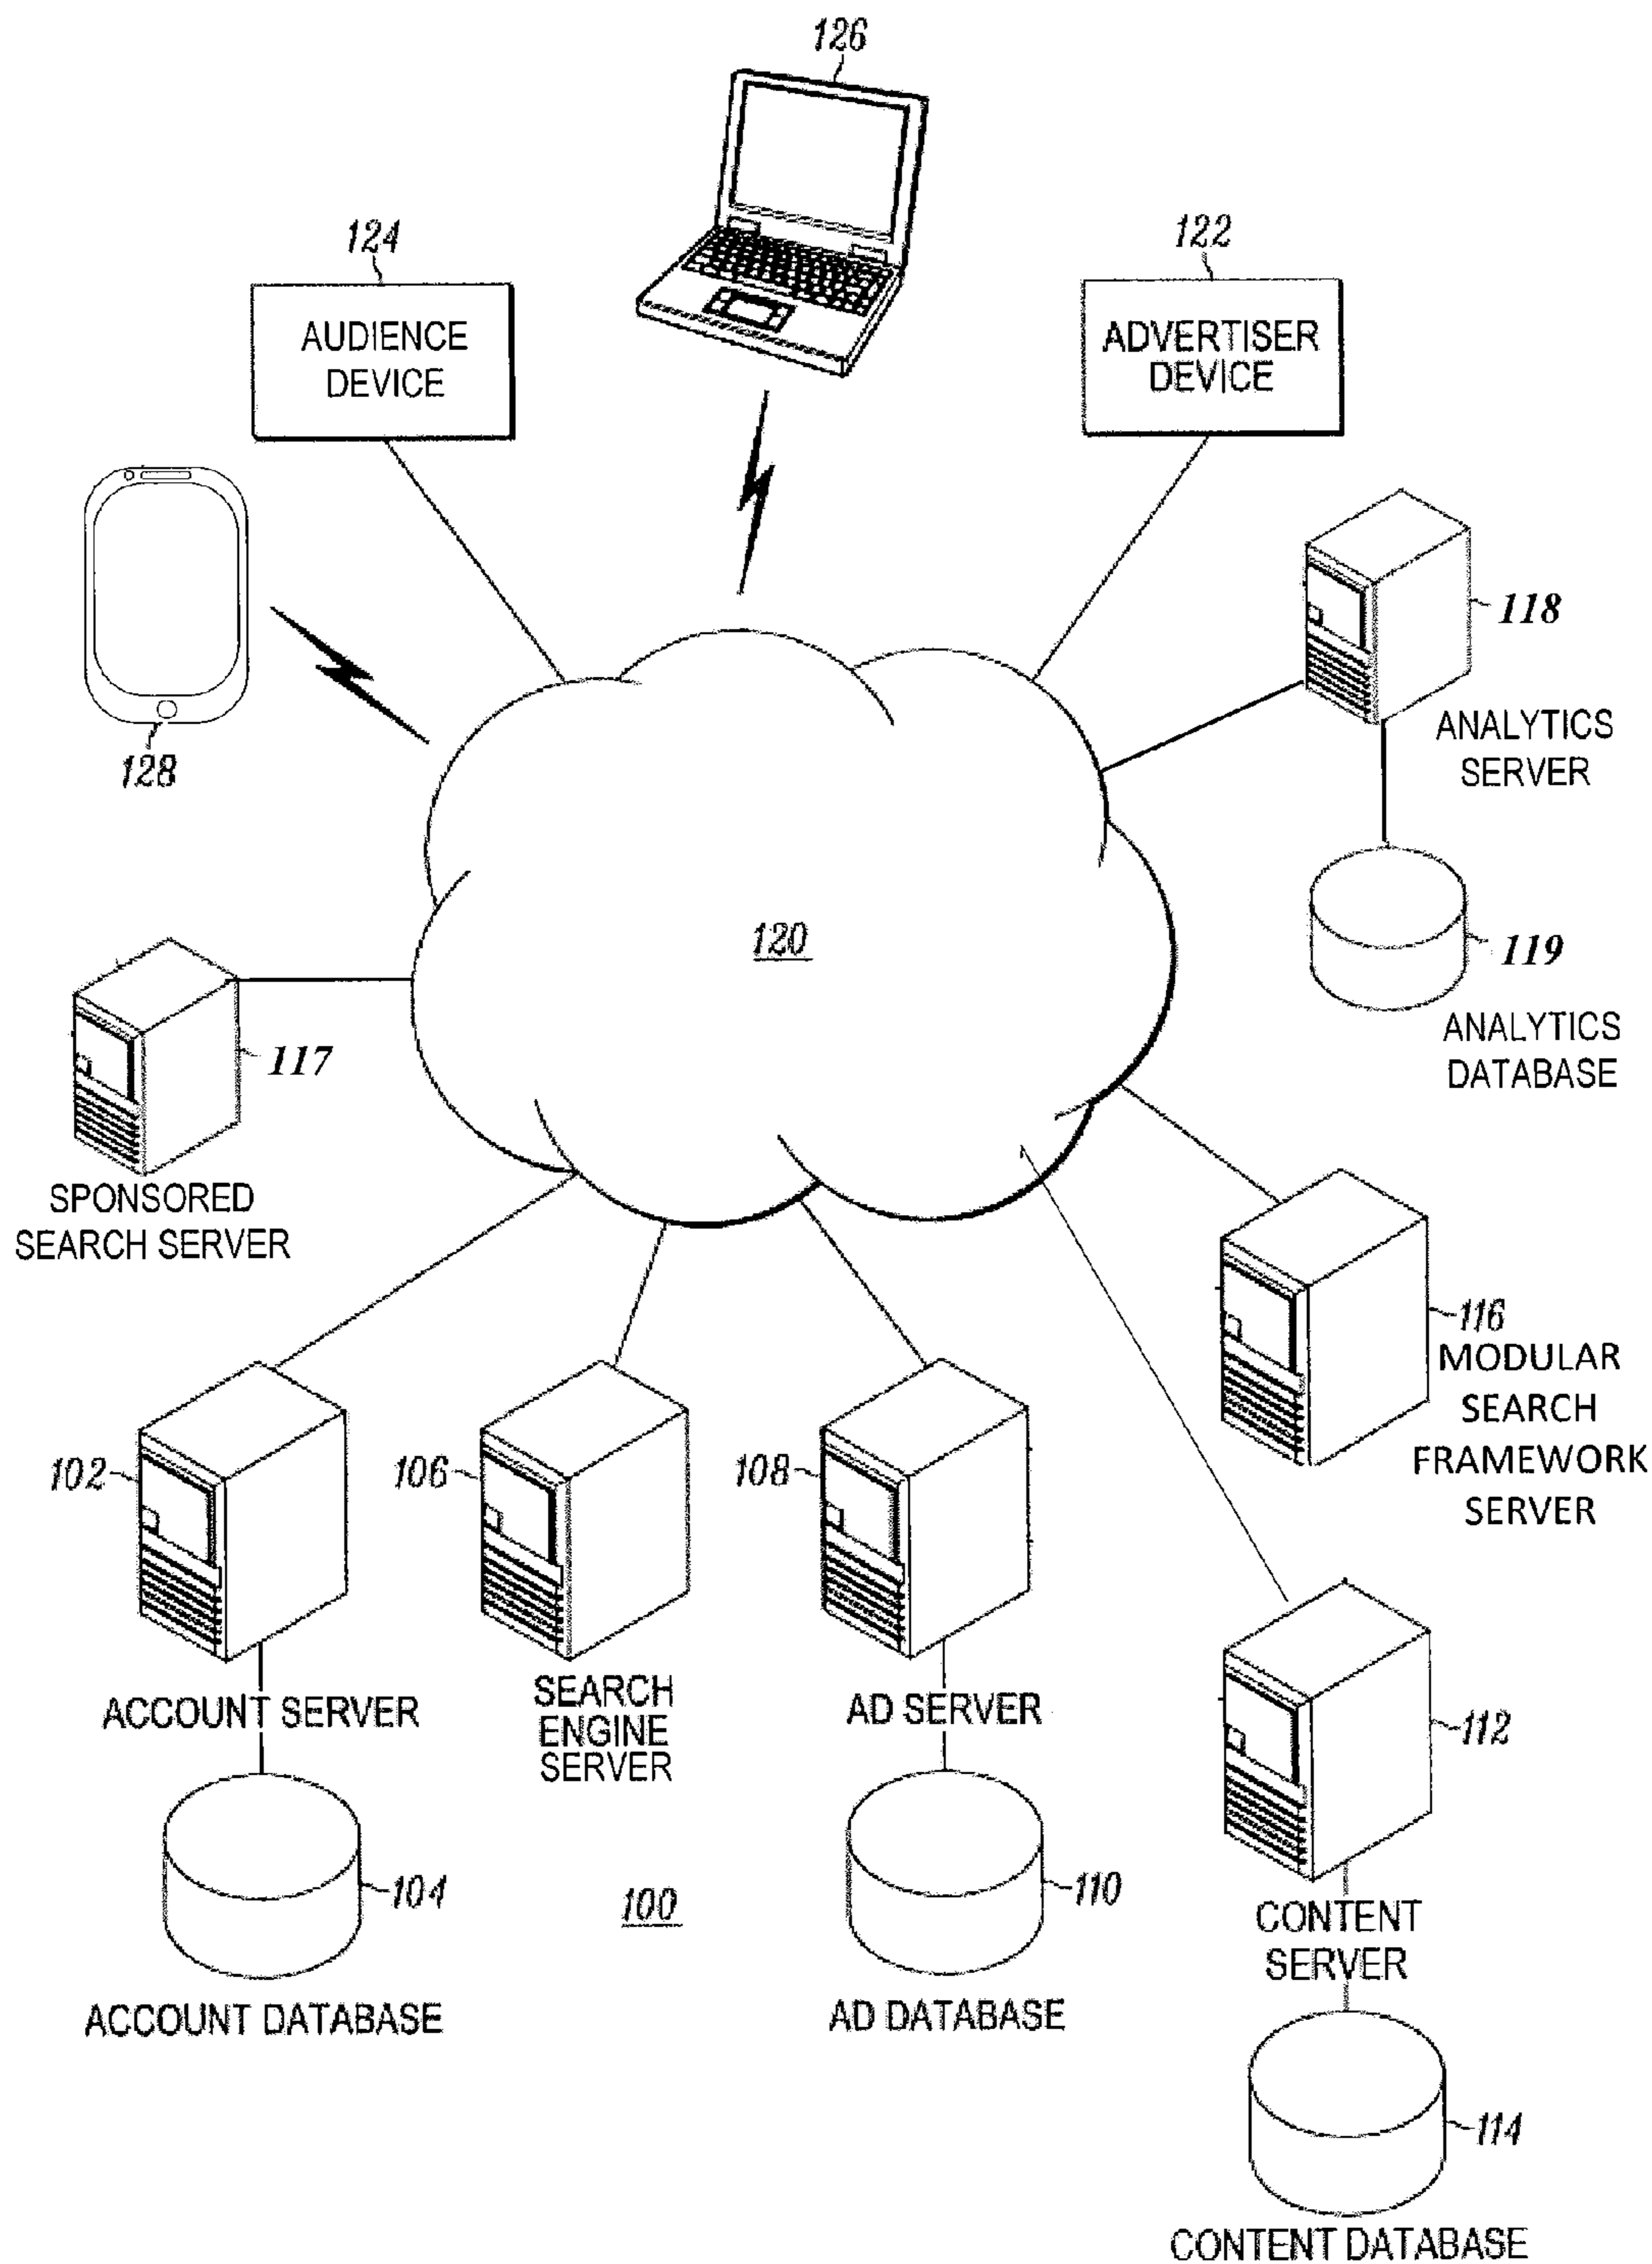 126
124
122
AUDIENCE
DEVICE
ADVERTISER
DEVICE
118
ANALYTICS
SERVER
128
120
119
ANALYTICS
DATABASE
117
SPONSORED
SEARCH SERVER
116
MODULAR
SEARCH
FRAMEWORK
SERVER
102
106
108
ACCOUNT SERVER
SEARCH
ENGINE
SERVER
AD SERVER
112
104
100
110
CONTENT
SERVER
ACCOUNT DATABASE
AD DATABASE
114
CONTENT DATABASE